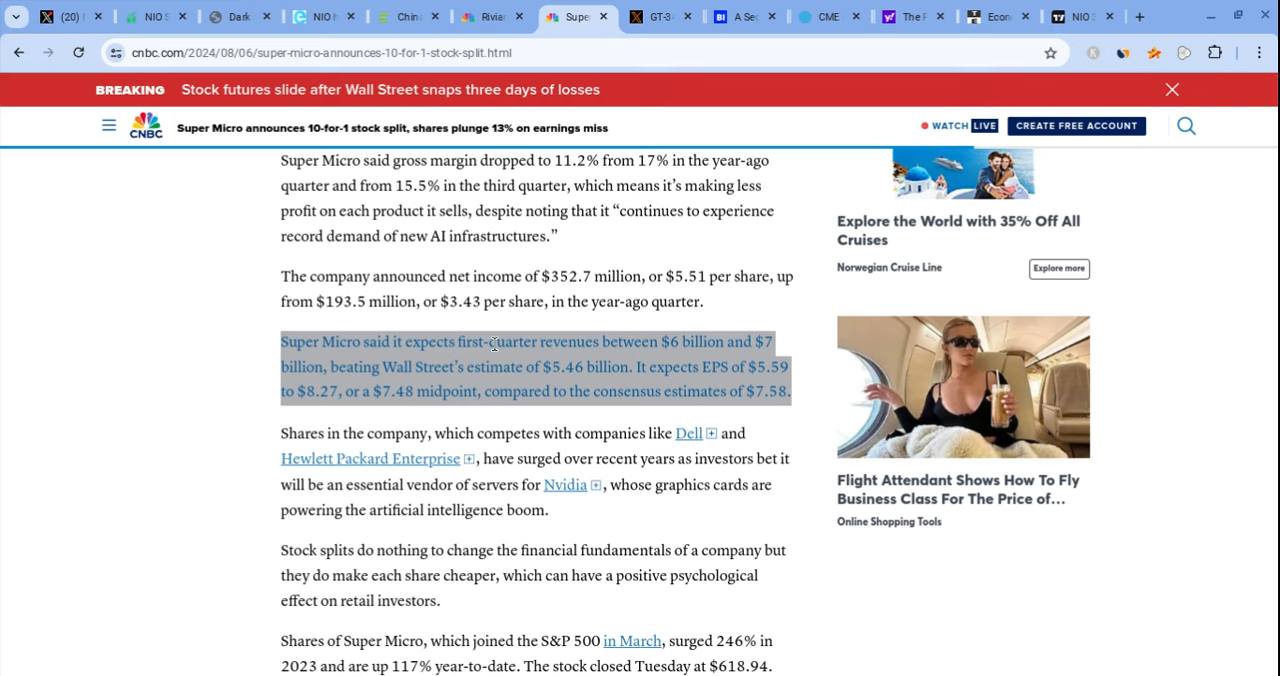 (20)
NIO S
Dark
NIO h
Chin
Rivia
Supe
GT-3
A Sec
CME
The F
Econ
NIO
cnbc.com/2024/08/06/super-micro-announces-10-for-1-stock-split.html
BREAKING Stock futures slide after Wall Street snaps three days of losses
CNBC
Super Micro announces 10-for-1 stock split, shares plunge 13% on earnings miss
WATCH LIVE
CREATE FREE ACCOUNT
Super Micro said gross margin dropped to 11.2% from 17% in the year-ago
quarter and from 15.5% in the third quarter, which means it’s making less
profit on each product it sells, despite noting that it “continues to experience
record demand of new AI infrastructures.”
The company announced net income of $352.7 million, or $5.51 per share, up
from $193.5 million, or $3.43 per share, in the year-ago quarter.
Super Micro said it expects first-quarter revenues between $6 billion and $7
billion, beating Wall Street’s estimate of $5.46 billion. It expects EPS of $5.59
to $8.27, or a $7.48 midpoint, compared to the consensus estimates of $7.58.
Shares in the company, which competes with companies like Dell and
Hewlett Packard Enterprise , have surged over recent years as investors bet it
will be an essential vendor of servers for Nvidia , whose graphics cards are
powering the artificial intelligence boom.
Stock splits do nothing to change the financial fundamentals of a company but
they do make each share cheaper, which can have a positive psychological
effect on retail investors.
Shares of Super Micro, which joined the S&P 500 in March, surged 246% in
2023 and are up 117% year-to-date. The stock closed Tuesday at $618.94.
Explore the World with 35% Off All
Cruises
Norwegian Cruise Line
Explore more
Flight Attendant Shows How To Fly
Business Class For The Price of…
Online Shopping Tools